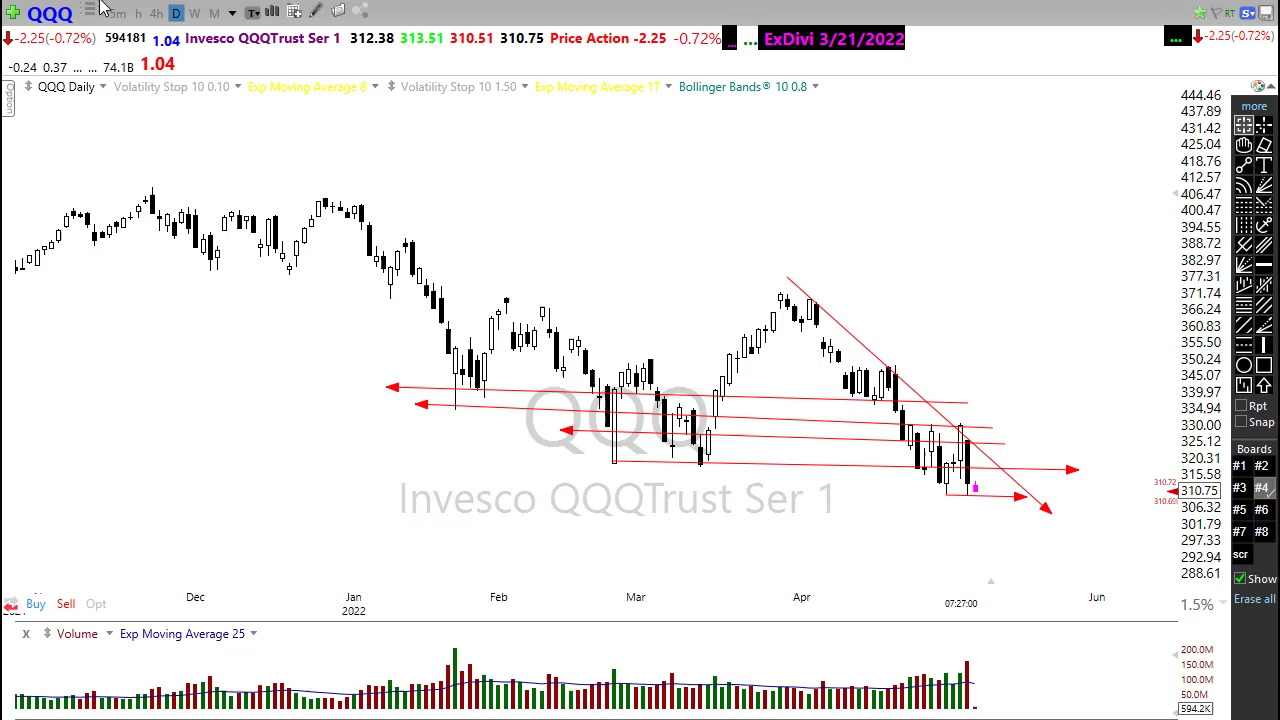 QQQ 5m h 4h D W M T RT S
-2.25(-0.72%) 594181 1.04 Invesco QQQTrust Ser 1 312.38 313.51 310.51 310.75 Price Action -2.25 -0.72% ... ... ExDivi 3/21/2022 ... -2.25(-0.72%)
-0.24 0.37 ... ... 74.1B 1.04
Option
QQQ Daily Volatility Stop 10 0.10 Exp Moving Average 8 Volatility Stop 10 1.50 Exp Moving Average 17 Bollinger Bands® 10 0.8
444.46
437.89
431.42
425.04
418.76
412.57
406.47
400.47
394.55
388.72
382.97
377.31
371.74
366.24
360.83
355.50
350.24
345.07
339.97
334.94
330.00
325.12
320.31
315.58
310.72
310.75
310.69
306.32
301.79
297.33
292.94
288.61
1.5%
QQQ
Invesco QQQTrust Ser 1
Dec Jan Feb Mar Apr Jun
2022 07:27:00
Buy Sell Opt
x Volume Exp Moving Average 25
200.0M
150.0M
100.0M
50.0M
594.2K
more
T
Rpt
Snap
Boards
#1 #2
#3 #4
#5 #6
#7 #8
scr
Show
Erase all